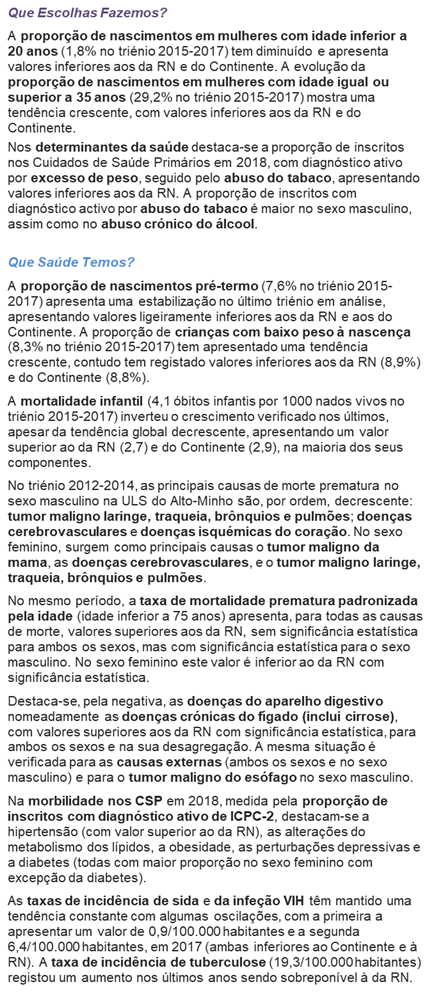 Que Escolhas Fazemos?
A proporção de nascimentos em mulheres com idade inferior a
20 anos (1,8% no triénio 2015-2017) tem diminuído e apresenta
valores inferiores aos da RN e do Continente. A evolução da
proporção de nascimentos em mulheres com idade igual ou
superior a 35 anos (29,2% no triénio 2015-2017) mostra uma
tendência crescente, com valores inferiores aos da RN e do
Continente.
Nos determinantes da saúde destaca-se a proporção de inscritos
nos Cuidados de Saúde Primários em 2018, com diagnóstico ativo
por excesso de peso, seguido pelo abuso do tabaco, apresentando
valores inferiores aos da RN. A proporção de inscritos com
diagnóstico activo por abuso do tabaco é maior no sexo masculino,
assim como no abuso crónico do álcool.
Que Saúde Temos?
A proporção de nascimentos pré-termo (7,6% no triénio 2015-
2017) apresenta uma estabilização no último triénio em análise,
apresentando valores ligeiramente inferiores aos da RN e aos do
Continente. A proporção de crianças com baixo peso à nascença
(8,3% no triénio 2015-2017) tem apresentado uma tendência
crescente, contudo tem registado valores inferiores aos da RN (8,9%)
e do Continente (8,8%).
A mortalidade infantil (4,1 óbitos infantis por 1000 nados vivos no
triénio 2015-2017) inverteu o crescimento verificado nos últimos,
apesar da tendência global decrescente, apresentando um valor
superior ao da RN (2,7) e do Continente (2,9), na maioria dos seus
componentes.
No triénio 2012-2014, as principais causas de morte prematura no
sexo masculino na ULS do Alto-Minho são, por ordem, decrescente:
tumor maligno laringe, traqueia, brônquios e pulmões; doenças
cerebrovasculares e doenças isquémicas do coração. No sexo
feminino, surgem como principais causas o tumor maligno da
mama, as doenças cerebrovasculares, e o tumor maligno laringe,
traqueia, brônquios e pulmões.
No mesmo período, a taxa de mortalidade prematura padronizada
pela idade (idade inferior a 75 anos) apresenta, para todas as causas
de morte, valores superiores aos da RN, sem significância estatística
para ambos os sexos, mas com significância estatística para o sexo
masculino. No sexo feminino este valor é inferior ao da RN com
significância estatística.
Destaca-se, pela negativa, as doenças do aparelho digestivo
nomeadamente as doenças crónicas do fígado (inclui cirrose),
com valores superiores aos da RN com significância estatística, para
ambos os sexos e na sua desagregação. A mesma situação é
verificada para as causas externas (ambos os sexos e no sexo
masculino) e para o tumor maligno do esófago no sexo masculino.
Na morbilidade nos CSP em 2018, medida pela proporção de
inscritos com diagnóstico ativo de ICPC-2, destacam-se a
hipertensão (com valor superior ao da RN), as alterações do
metabolismo dos lípidos, a obesidade, as perturbações depressivas e
a diabetes (todas com maior proporção no sexo feminino com
excepção da diabetes).
As taxas de incidência de sida e da infeção VIH têm mantido uma
tendência constante com algumas oscilações, com a primeira a
apresentar um valor de 0,9/100.000 habitantes e a segunda
6,4/100.000 habitantes, em 2017 (ambas inferiores ao Continente e à
RN). A taxa de incidência de tuberculose (19,3/100.000 habitantes)
registou um aumento nos últimos anos sendo sobreponível à da RN.